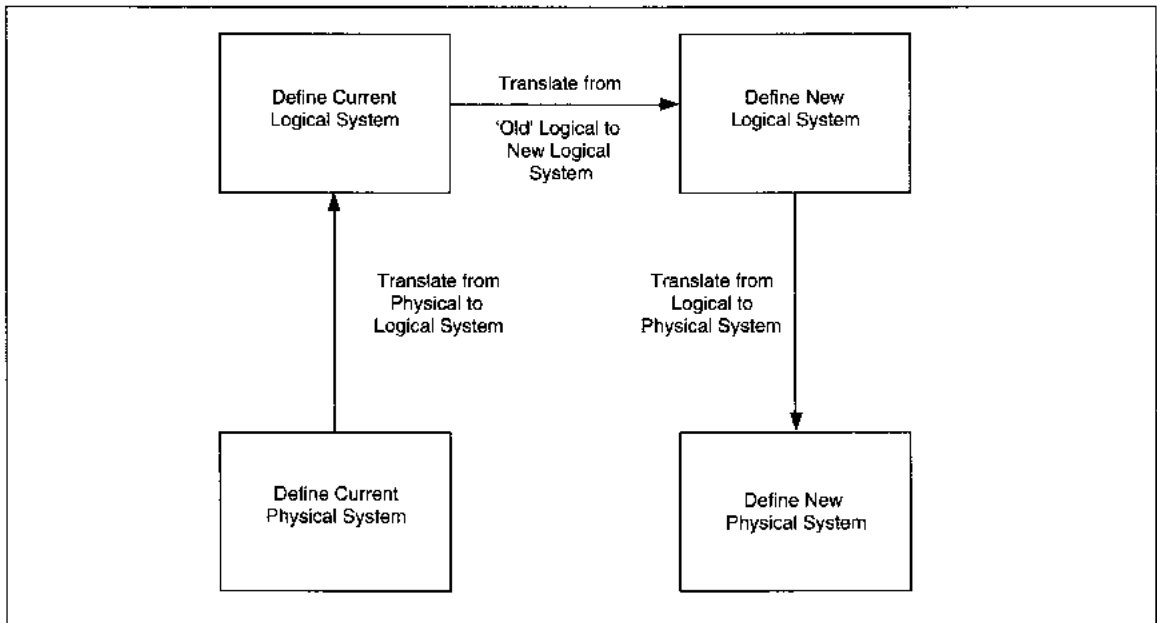 Define Current
Logical System
Translate from
'Old' Logical to
New Logical
System
Define New
Logical System
Translate from
Physical to
Logical System
Translate from
Logical to
Physical System
Define Current
Physical System
Define New
Physical System